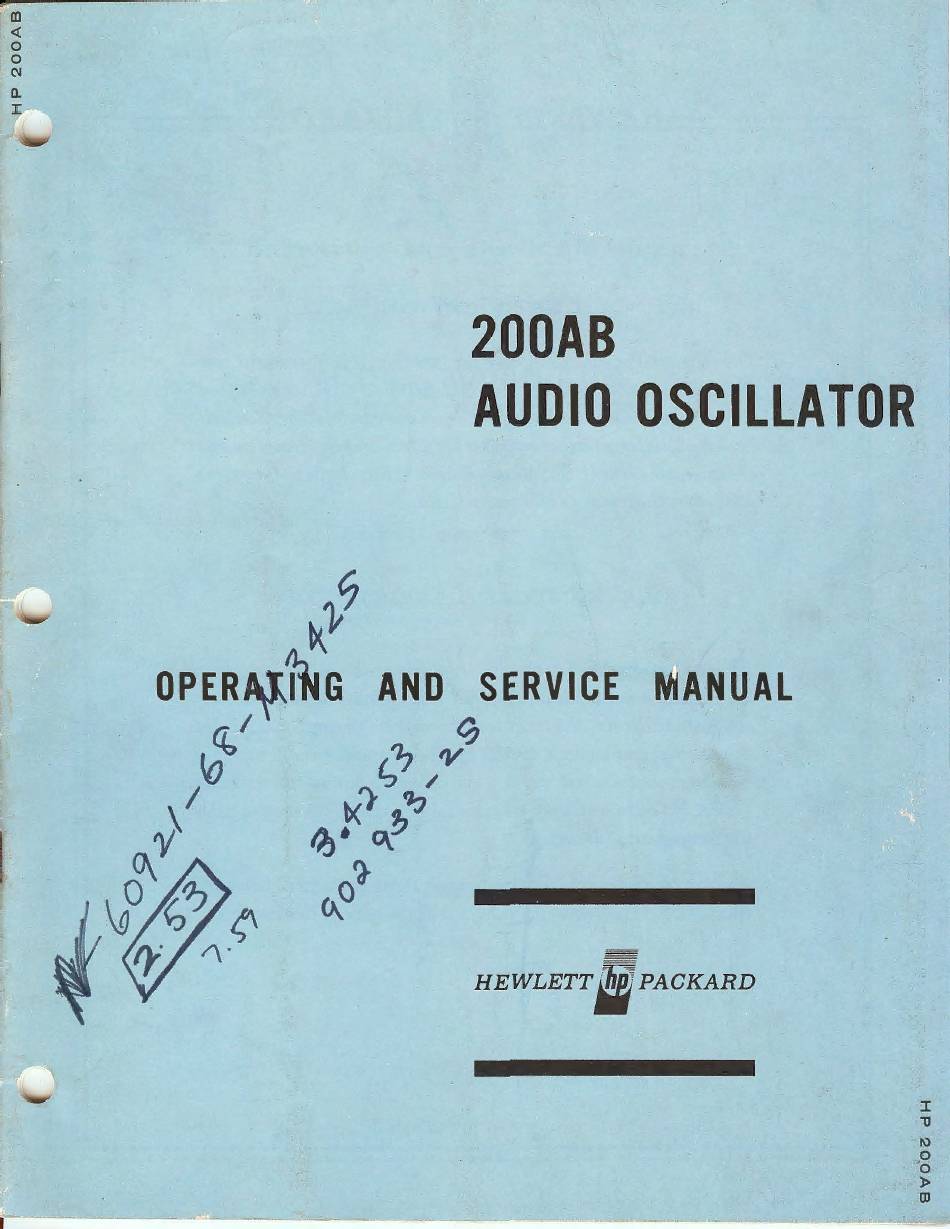 HP 200AB
200AB
AUDIO OSCILLATOR
OPERATING AND SERVICE MANUAL
60921-68-M3425
2.53
7.59
3.4253
902 933-25
HEWLETT hp PACKARD
HP 200AB